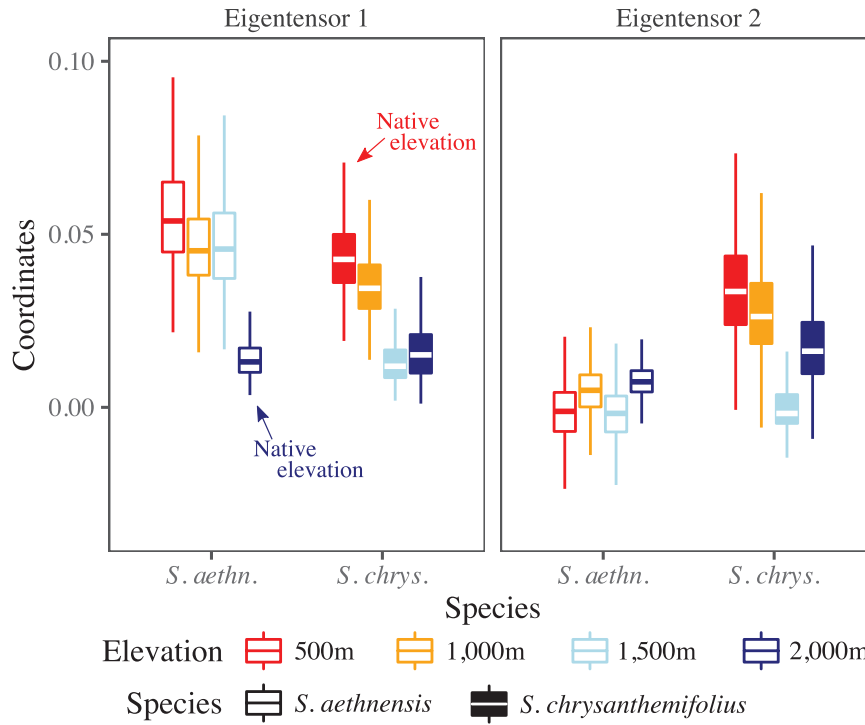 Eigentensor 1
Eigentensor 2
0.10
0.05
0.00
Coordinates
Native
elevation
Native
elevation
S. aethn.
S. chrys.
S. aethn.
S. chrys.
Species
Elevation 500m 1,000m 1,500m 2,000m
Species S. aethnensis S. chrysanthemifolius